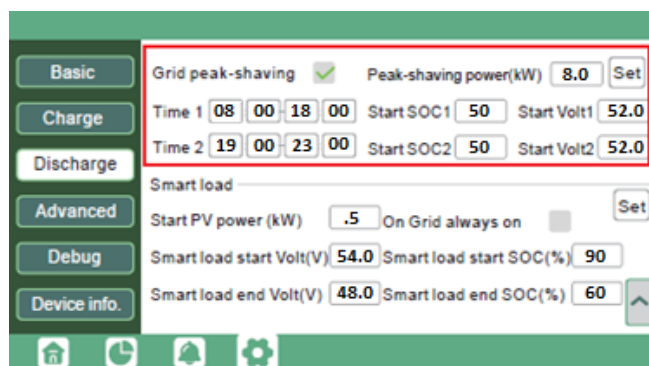 Basic
Charge
Discharge
Advanced
Debug
Device info.
Grid peak-shaving Peak-shaving power(kW) 8.0 Set
Time 1 08 00-18 00 Start SOC1 50 Start Volt1 52.0
Time 2 19 00-23 00 Start SOC2 50 Start Volt2 52.0
Smart load
Start PV power (kW) .5 On Grid always on Set
Smart load start Volt(V) 54.0 Smart load start SOC(%) 90
Smart load end Volt(V) 48.0 Smart load end SOC(%) 60